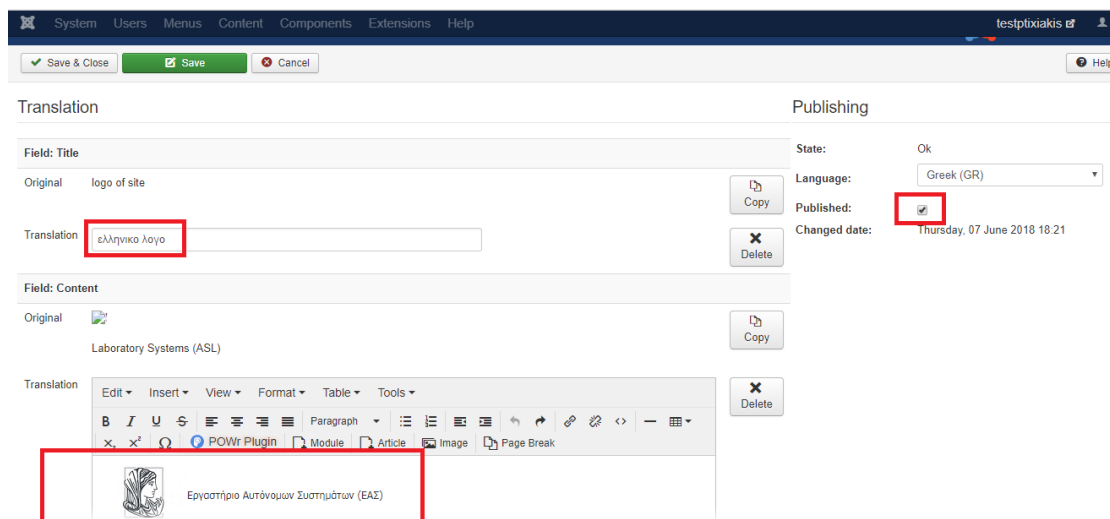 System Users Menus Content Components Extensions Help testptixiakis
Save & Close Save Cancel Help
Translation Publishing
Field: Title State: Ok
Original logo of site Language: Greek (GR)
Copy
Published:
Translation ελληνικο λογο Changed date: Thursday, 07 June 2018 18:21
Delete
Field: Content
Original
Copy
Laboratory Systems (ASL)
Translation
Edit Insert View Format Table Tools
Delete
B I U S Paragraph
X, X² Ω POWr Plugin Module Article Image Page Break
Εργαστήριο Αυτόνομων Συστημάτων (ΕΑΣ)